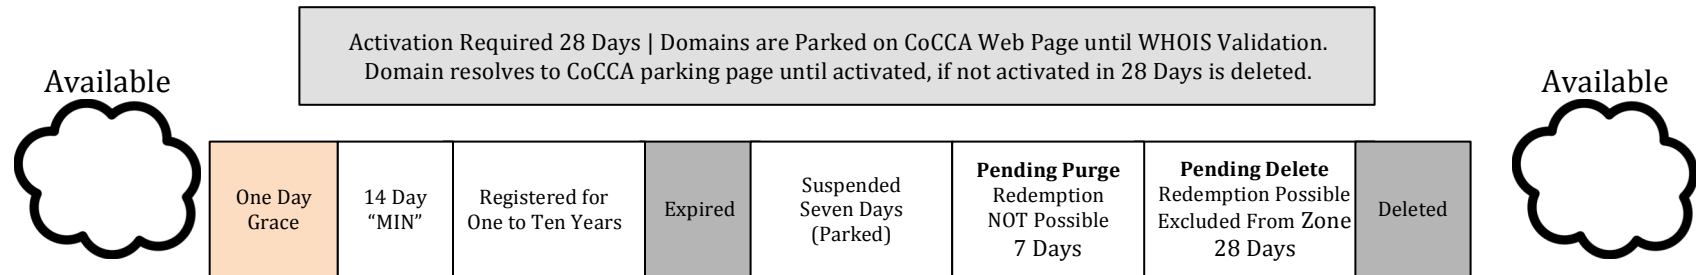 Activation Required 28 Days | Domains are Parked on CoCCA Web Page until WHOIS Validation.
Domain resolves to CoCCA parking page until activated, if not activated in 28 Days is deleted.
Available
One Day
Grace
14 Day
“MIN”
Registered for
One to Ten Years
Expired
Suspended
Seven Days
(Parked)
Pending Purge
Redemption
NOT Possible
7 Days
Pending Delete
Redemption Possible
Excluded From Zone
28 Days
Deleted
Available